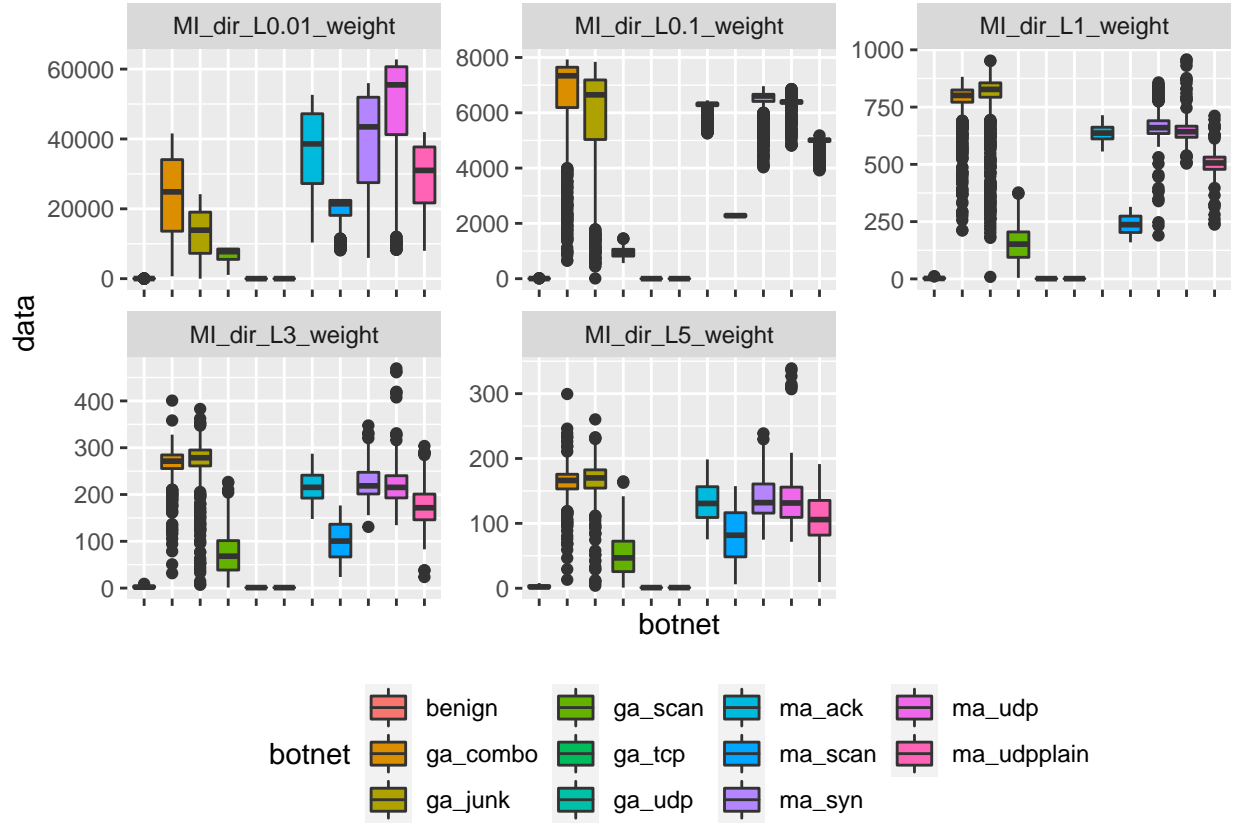 MI_dir_L0.01_weight
MI_dir_L0.1_weight
MI_dir_L1_weight
60000
40000
20000
0
8000
6000
4000
2000
0
1000
750
500
250
0
data
MI_dir_L3_weight
MI_dir_L5_weight
400
300
200
100
0
300
200
100
0
botnet
botnet
benign
ga_combo
ga_junk
ga_scan
ga_tcp
ga_udp
ma_ack
ma_scan
ma_syn
ma_udp
ma_udpplain